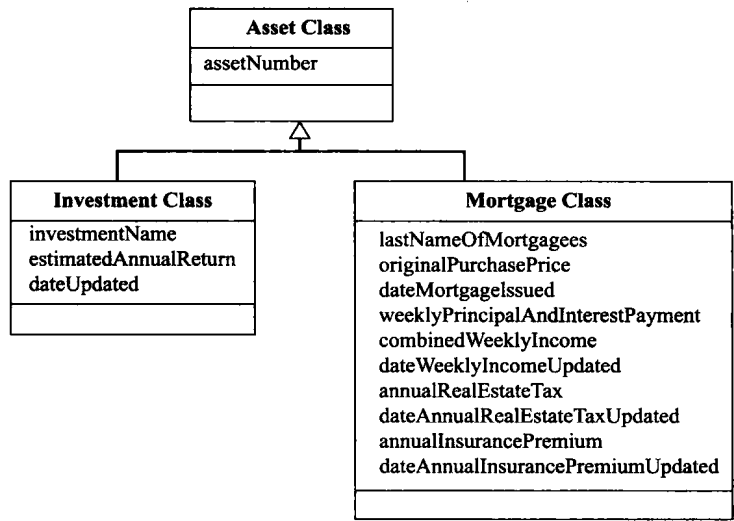 Asset Class
assetNumber
Investment Class
investmentName
estimatedAnnualReturn
dateUpdated
Mortgage Class
lastNameOfMortgagees
originalPurchasePrice
dateMortgageIssued
weeklyPrincipalAndInterestPayment
combinedWeeklyIncome
dateWeeklyIncomeUpdated
annualRealEstateTax
dateAnnualRealEstateTaxUpdated
annualInsurancePremium
dateAnnualInsurancePremiumUpdated